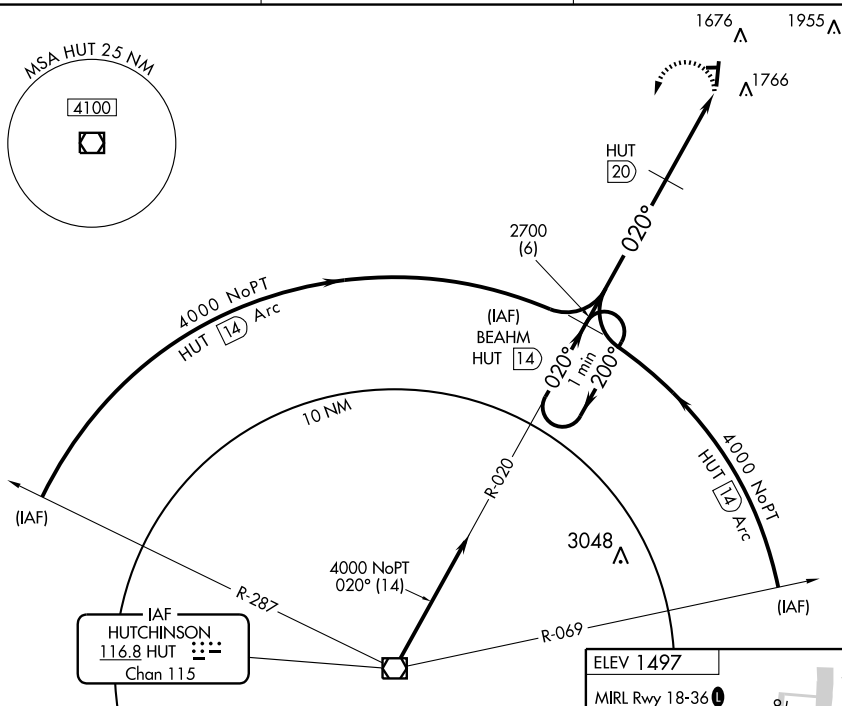 1676
1955
MSA HUT 25 NM
4100
1766
HUT
20
020°
2700
(6)
4000 NoPT
HUT 14 Arc
(IAF)
BEAHM
HUT 14
020°
1 min
200°
10 NM
4000 NoPT
HUT 14 Arc
R-020
(IAF)
3048
4000 NoPT
020° (14)
R-287
(IAF)
R-069
IAF
HUTCHINSON
116.8 HUT
Chan 115
ELEV 1497
MIRL Rwy 18-36 L